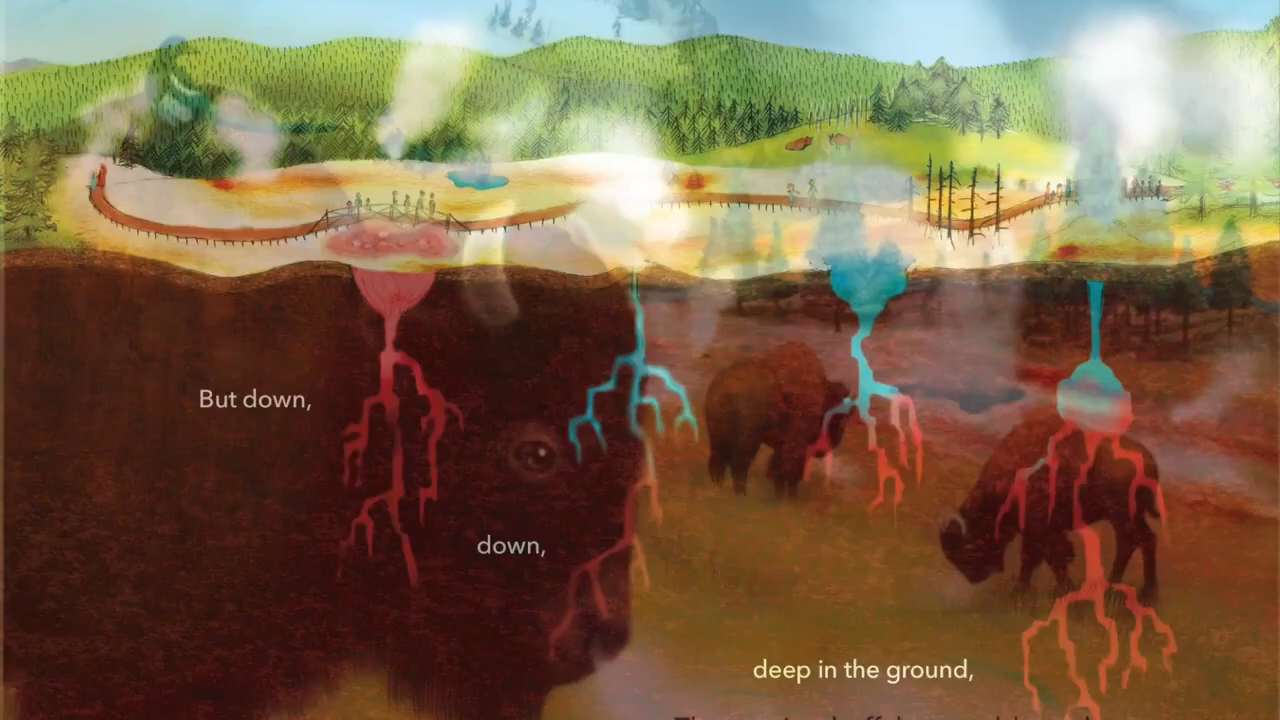 But down,
down,
deep in the ground,